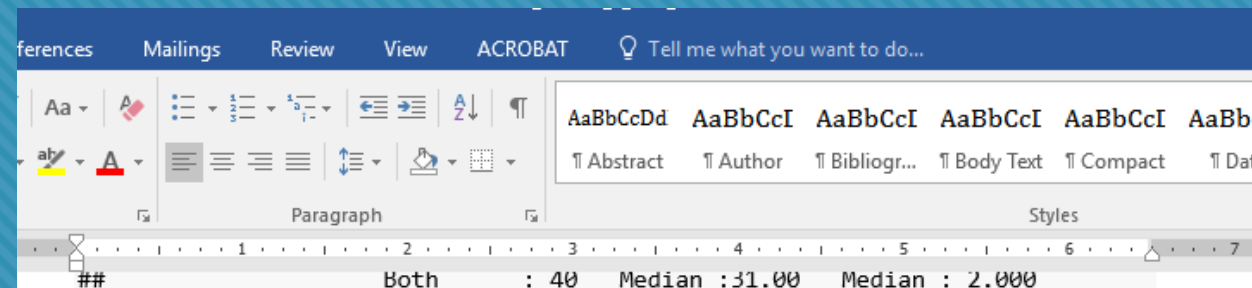 ferences Mailings Review View ACROBAT Tell me what you want to do...
Aa
AaBbCcDd AaBbCcI AaBbCcI AaBbCcI AaBbCcI AaBb
¶ Abstract ¶ Author ¶ Bibliogr... ¶ Body Text ¶ Compact ¶ Dat
Paragraph Styles
1 2 3 4 5 6 7
## Both : 40 Median :31.00 Median : 2.000